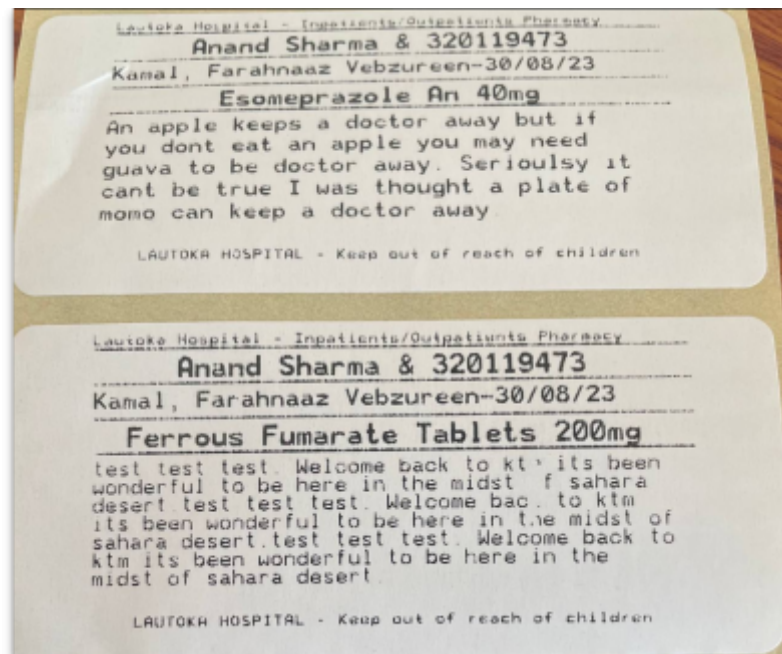 Lautoka Hospital - Inpatients/Outpatients Pharmacy
Anand Sharma & 320119473
Kamal, Farahnaaz Vebzureen-30/08/23
Esomeprazole An 40mg
An apple keeps a doctor away but if
you dont eat an apple you may need
guava to be doctor away. Serioulsy it
cant be true I was thought a plate of
momo can keep a doctor away
LAUTOKA HOSPITAL - Keep out of reach of children
Lautoka Hospital - Inpatients/Outpatients Pharmacy
Anand Sharma & 320119473
Kamal, Farahnaaz Vebzureen-30/08/23
Ferrous Fumarate Tablets 200mg
test test test. Welcome back to its been
wonderful to be here in the midst f sahara
desert test test test. Welcome bac. to ktm
its been wonderful to be here in the midst of
sahara desert.test test test. Welcome back to
ktm its been wonderful to be here in the
midst of sahara desert
LAUTOKA HOSPITAL - Keep out of reach of children